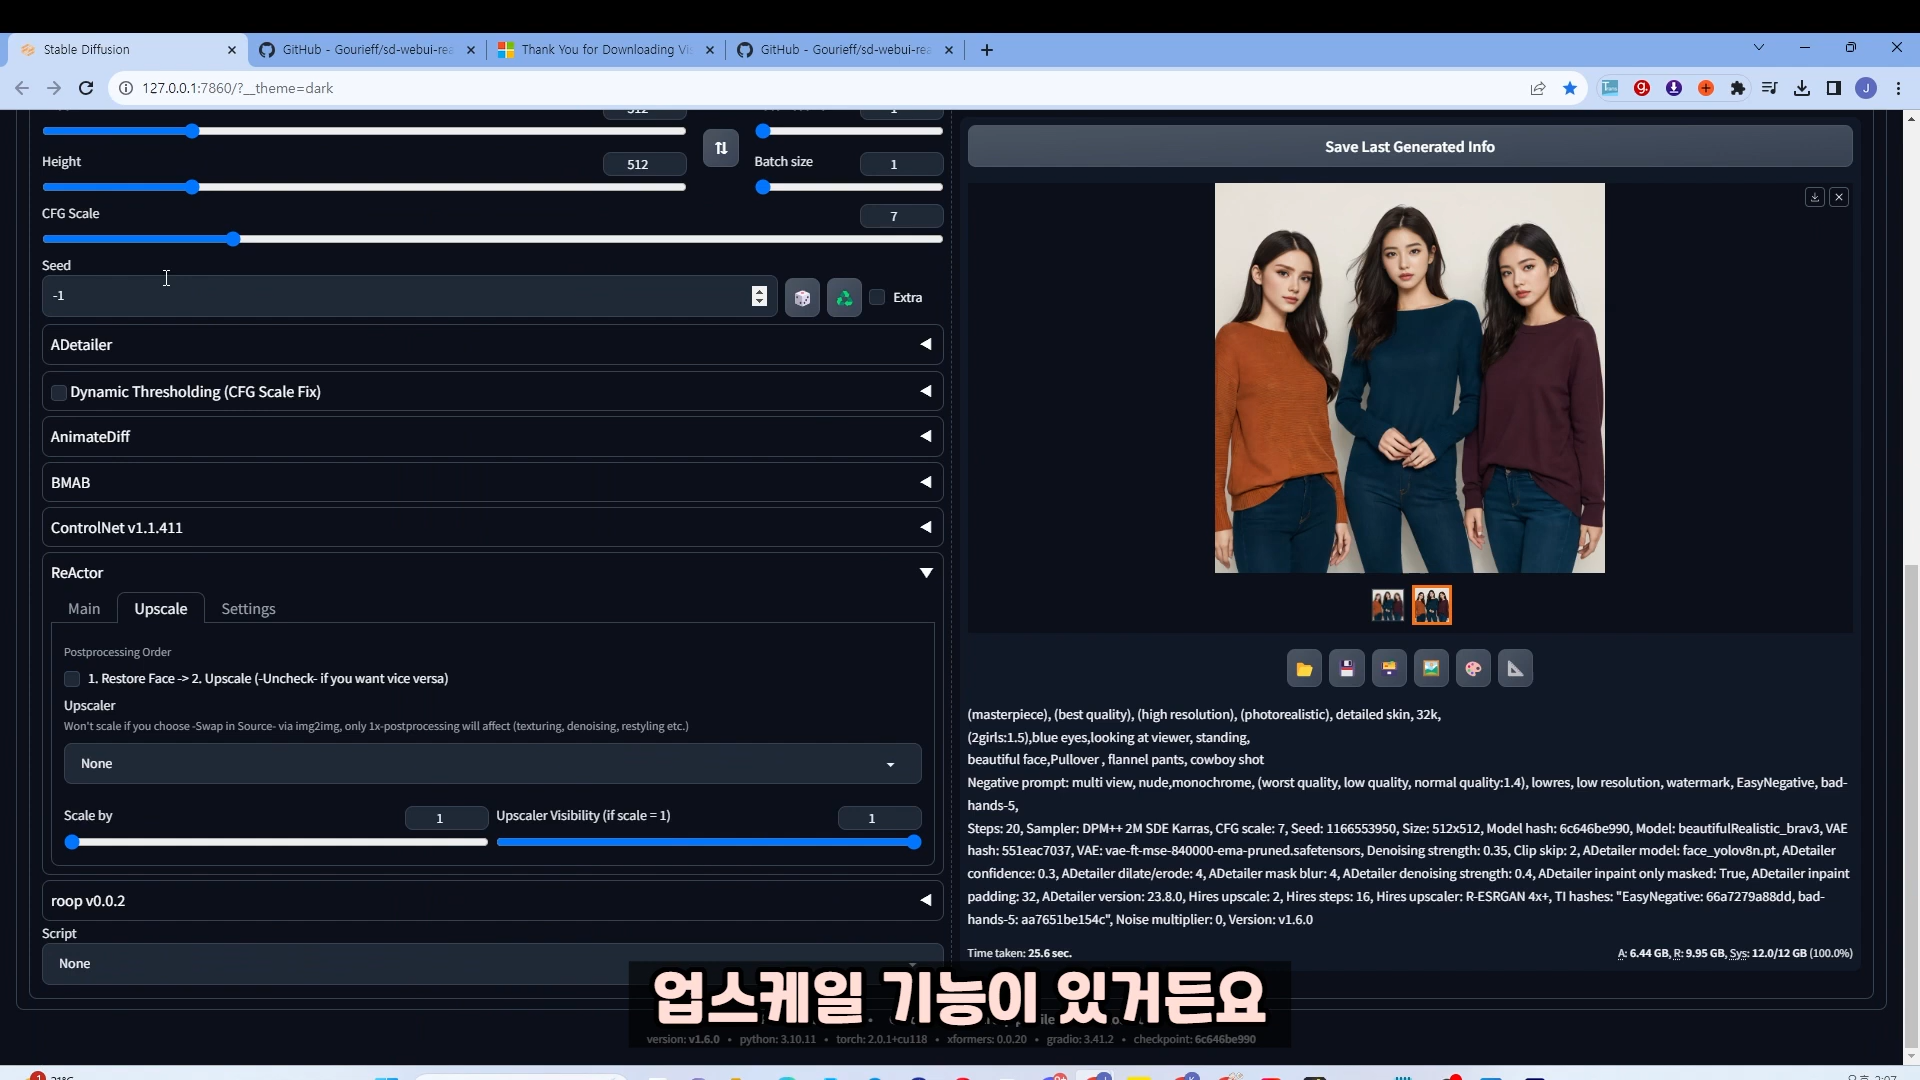 Stable Diffusion
GitHub - Gourieff/sd-webui-rea
Thank You for Downloading Vis
GitHub - Gourieff/sd-webui-rea
127.0.0.1:7860/?__theme=dark
J
512
1
Height
512
Batch size
1
CFG Scale
7
Seed
-1
Extra
ADetailer
Dynamic Thresholding (CFG Scale Fix)
AnimateDiff
BMAB
ControlNet v1.1.411
ReActor
Main
Upscale
Settings
Postprocessing Order
1. Restore Face -> 2. Upscale (-Uncheck- if you want vice versa)
Upscaler
Won't scale if you choose -Swap in Source- via img2img, only 1x-postprocessing will affect (texturing, denoising, restyling etc.)
None
Scale by
1
Upscaler Visibility (if scale = 1)
1
roop v0.0.2
Script
None
Save Last Generated Info
(masterpiece), (best quality), (high resolution), (photorealistic), detailed skin, 32k,
(2girls:1.5),blue eyes,looking at viewer, standing,
beautiful face,Pullover , flannel pants, cowboy shot
Negative prompt: multi view, nude,monochrome, (worst quality, low quality, normal quality:1.4), lowres, low resolution, watermark, EasyNegative, bad-
hands-5,
Steps: 20, Sampler: DPM++ 2M SDE Karras, CFG scale: 7, Seed: 1166553950, Size: 512x512, Model hash: 6c646be990, Model: beautifulRealistic_brav3, VAE
hash: 551eac7037, VAE: vae-ft-mse-840000-ema-pruned.safetensors, Denoising strength: 0.35, Clip skip: 2, ADetailer model: face_yolov8n.pt, ADetailer
confidence: 0.3, ADetailer dilate/erode: 4, ADetailer mask blur: 4, ADetailer denoising strength: 0.4, ADetailer inpaint only masked: True, ADetailer inpaint
padding: 32, ADetailer version: 23.8.0, Hires upscale: 2, Hires steps: 16, Hires upscaler: R-ESRGAN 4x+, TI hashes: "EasyNegative: 66a7279a88dd, bad-
hands-5: aa7651be154c", Noise multiplier: 0, Version: v1.6.0
Time taken: 25.6 sec.
A: 6.44 GB, R: 9.95 GB, Sys: 12.0/12 GB (100.0%)
업스케일 기능이 있거든요
version: v1.6.0 • python: 3.10.11 • torch: 2.0.1+cu118 • xformers: 0.0.20 • gradio: 3.41.2 • checkpoint: 6c646be990